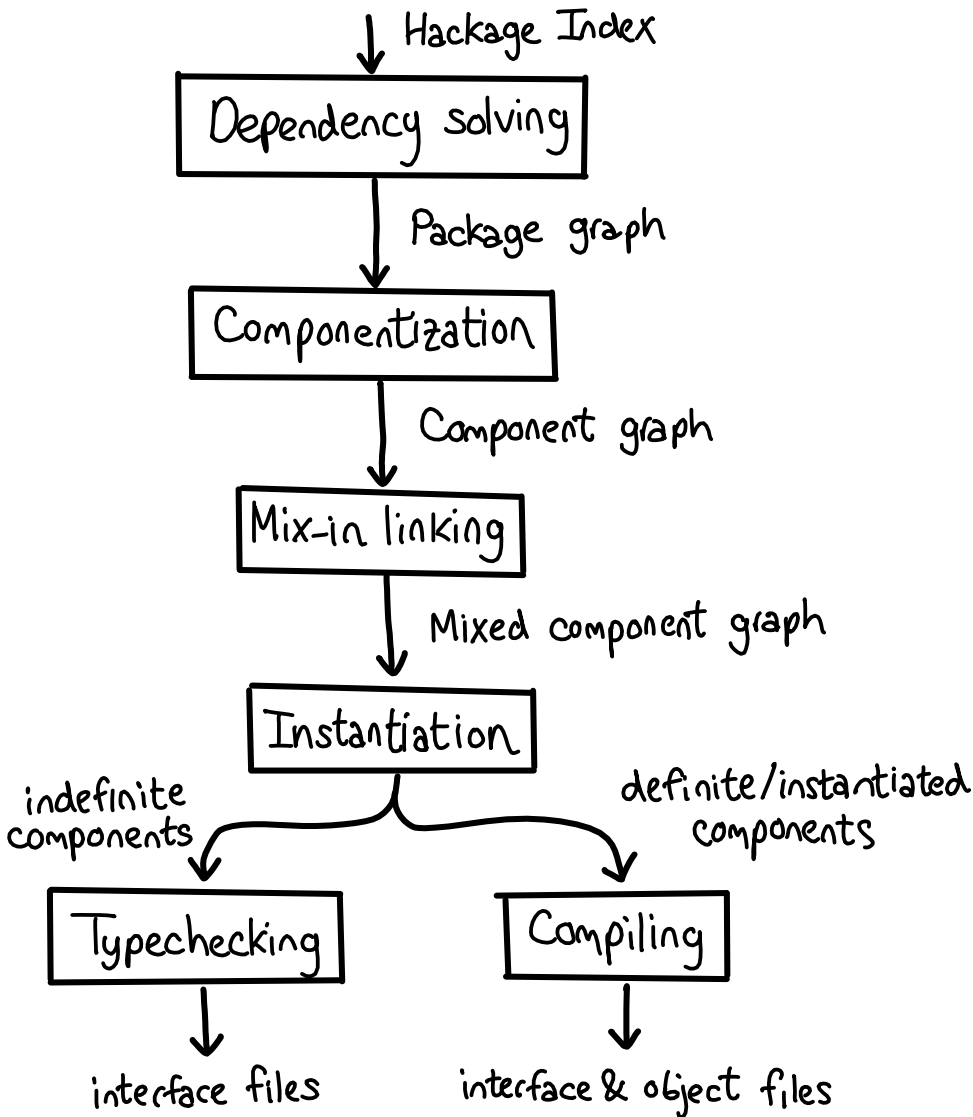 Hackage Index
Dependency solving
Package graph
Componentization
Component graph
Mix-in linking
Mixed component graph
Instantiation
indefinite
components
definite/instantiated
components
Typechecking
Compiling
interface files
interface & object files